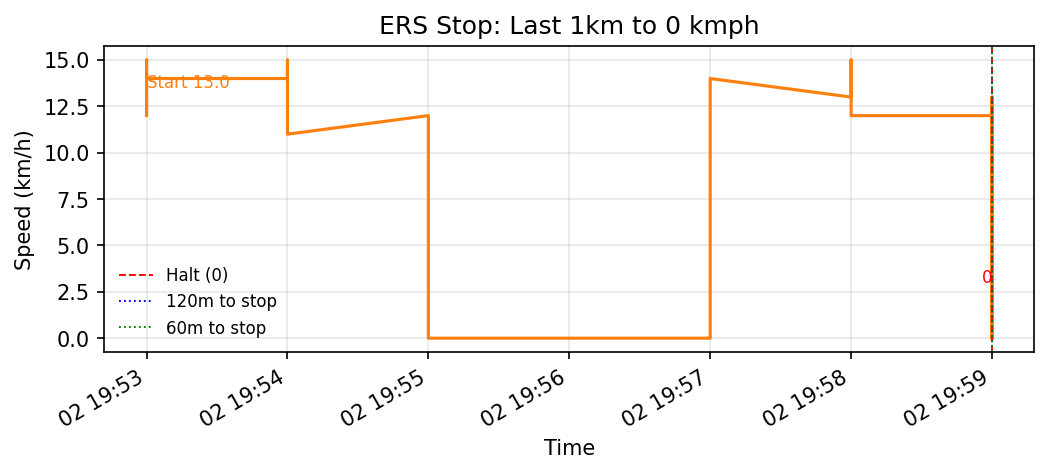 ERS Stop: Last 1km to 0 kmph
Speed (km/h)
15.0
12.5
10.0
7.5
5.0
2.5
0.0
Start 13.0
Halt (0)
120m to stop
60m to stop
0
02 19:53
02 19:54
02 19:55
02 19:56
02 19:57
02 19:58
02 19:59
Time